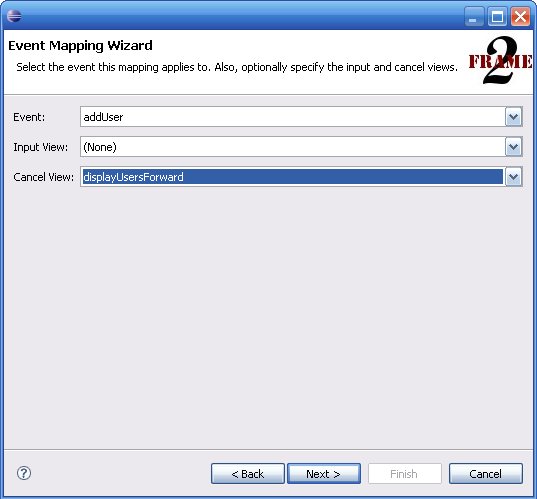 Event Mapping Wizard
Select the event this mapping applies to. Also, optionally specify the input and cancel views.
FRAME
2
Event: addUser
Input View: (None)
Cancel View: displayUsersForward
?
< Back Next > Finish Cancel